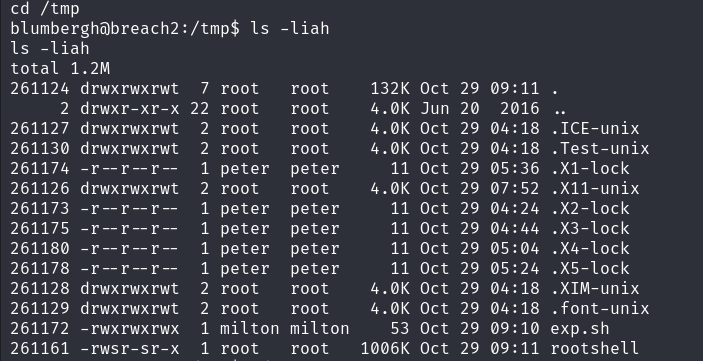 cd /tmp
blumbergh@breach2:/tmp$ ls -liah
ls -liah
total 1.2M
261124 drwxrwxrwt  7 root   root   132K Oct 29 09:11 .
     2 drwxr-xr-x 22 root   root   4.0K Jun 20  2016 ..
261127 drwxrwxrwt  2 root   root   4.0K Oct 29 04:18 .ICE-unix
261130 drwxrwxrwt  2 root   root   4.0K Oct 29 04:18 .Test-unix
261174 -r--r--r--  1 peter  peter    11 Oct 29 05:36 .X1-lock
261126 drwxrwxrwt  2 root   root   4.0K Oct 29 07:52 .X11-unix
261173 -r--r--r--  1 peter  peter    11 Oct 29 04:24 .X2-lock
261175 -r--r--r--  1 peter  peter    11 Oct 29 04:44 .X3-lock
261180 -r--r--r--  1 peter  peter    11 Oct 29 05:04 .X4-lock
261178 -r--r--r--  1 peter  peter    11 Oct 29 05:24 .X5-lock
261128 drwxrwxrwt  2 root   root   4.0K Oct 29 04:18 .XIM-unix
261129 drwxrwxrwt  2 root   root   4.0K Oct 29 04:18 .font-unix
261172 -rwxrwxrwx  1 milton milton   53 Oct 29 09:10 exp.sh
261161 -rwsr-sr-x  1 root   root  1006K Oct 29 09:11 rootshell